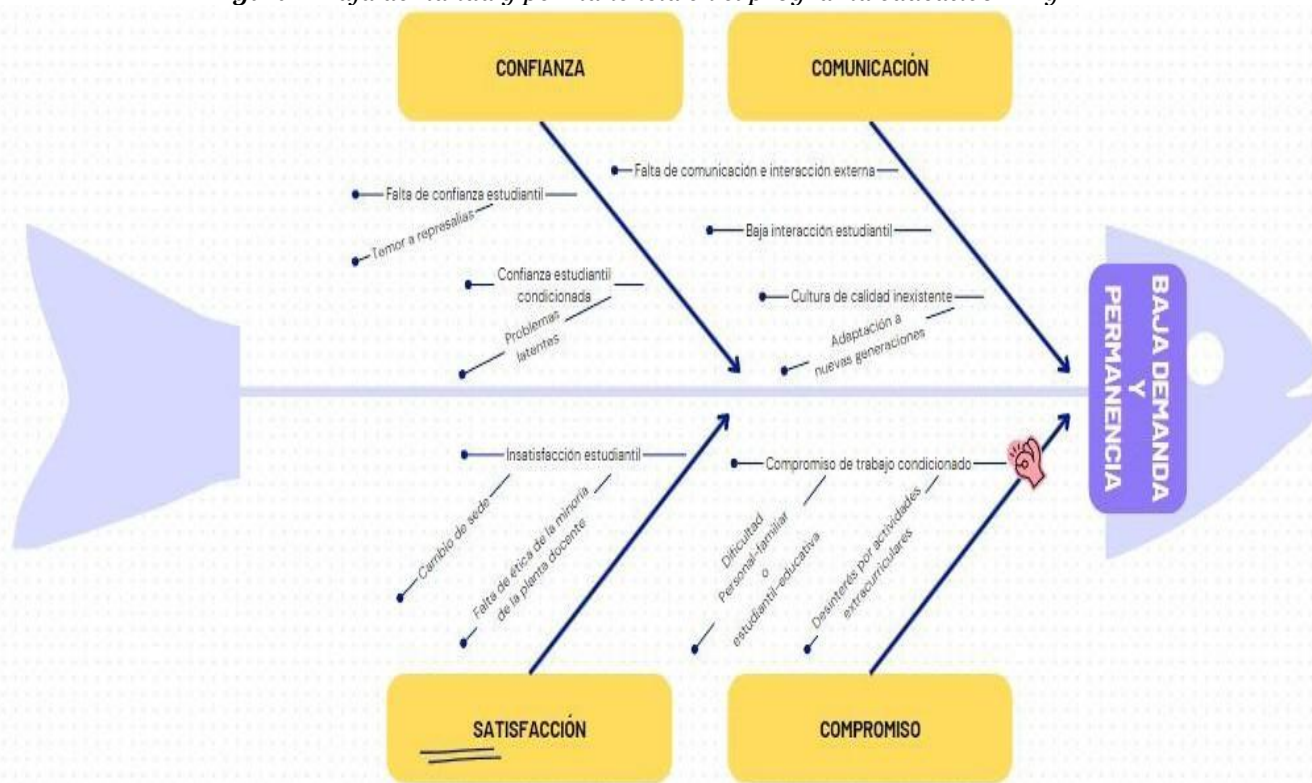 CONFIANZA
COMUNICACIÓN
Falta de confianza estudiantil
Temor a represalias
Confianza estudiantil
condicionada
Problemas
latentes
Falta de comunicación e interacción externa
Baja interacción estudiantil
Cultura de calidad inexistente
Adaptación a
nuevas generaciones
BAJA DEMANDA
Y
PERMANENCIA
Insatisfacción estudiantil
Cambio de sede
Falta de ética de la minoría
de la planta docente
Compromiso de trabajo condicionado
Dificultad
Personal-familiar
o
estudiantil-educativa
Desinterés por actividades
extracurriculares
SATISFACCIÓN
COMPROMISO